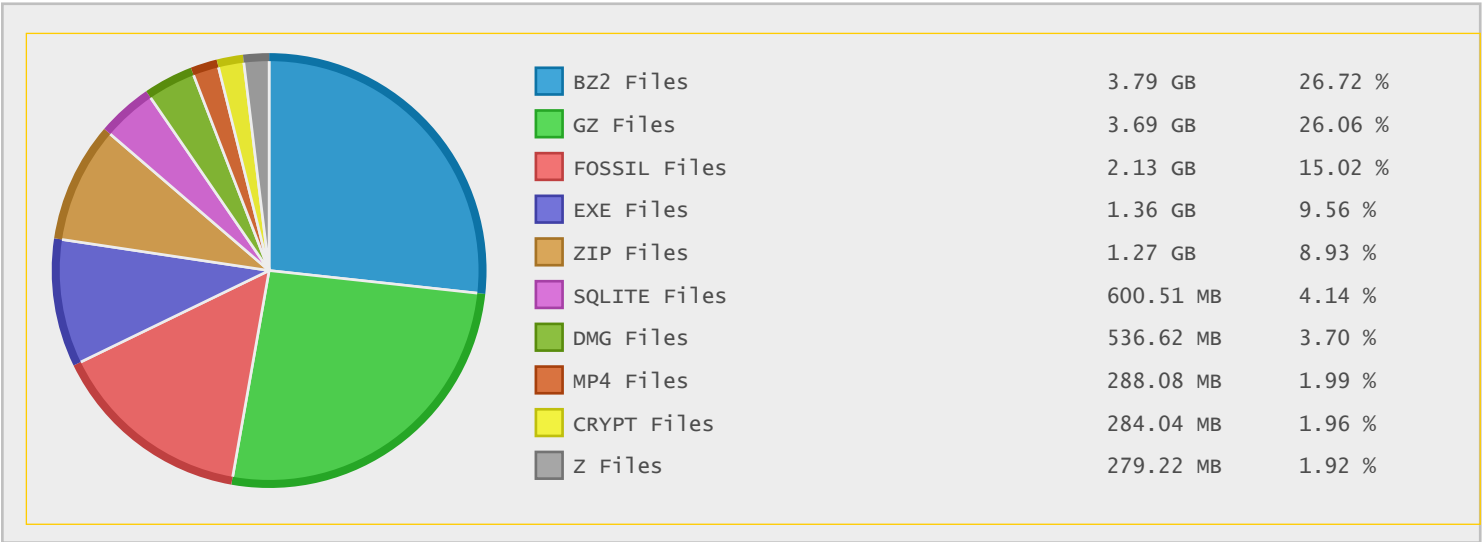 BZ2 Files 3.79 GB 26.72 %
GZ Files 3.69 GB 26.06 %
FOSSIL Files 2.13 GB 15.02 %
EXE Files 1.36 GB 9.56 %
ZIP Files 1.27 GB 8.93 %
SQLITE Files 600.51 MB 4.14 %
DMG Files 536.62 MB 3.70 %
MP4 Files 288.08 MB 1.99 %
CRYPT Files 284.04 MB 1.96 %
Z Files 279.22 MB 1.92 %